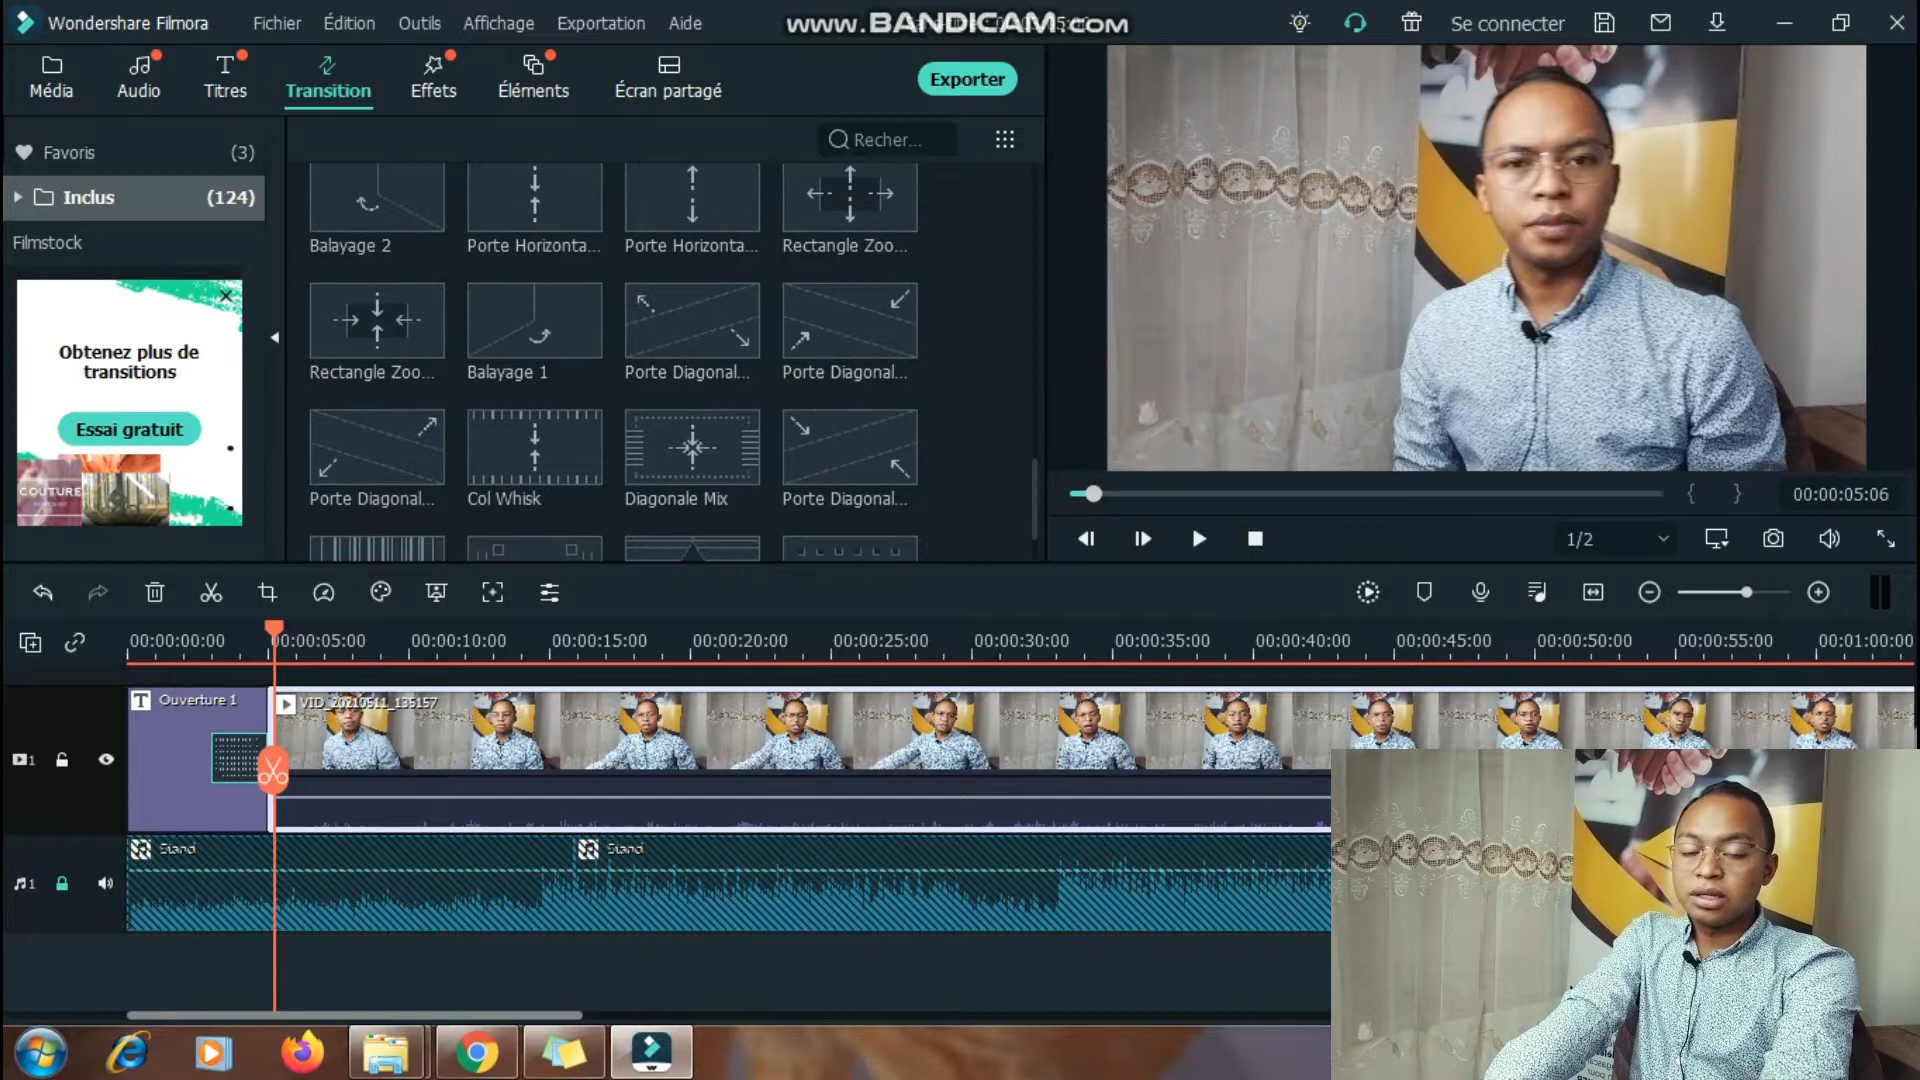 Wondershare Filmora
Fichier
Édition
Outils
Affichage
Exportation
Aide
www.BANDICAM.com
Se connecter
Média
Audio
Titres
Transition
Effets
Éléments
Écran partagé
Exporter
Favoris (3)
Inclus (124)
Filmstock
Recher...
Obtenez plus de
transitions
Essai gratuit
COUTURE
Balayage 2
Porte Horizonta...
Porte Horizonta...
Rectangle Zoo...
Rectangle Zoo...
Balayage 1
Porte Diagonal...
Porte Diagonal...
Porte Diagonal...
Col Whisk
Diagonale Mix
Porte Diagonal...
{ }
00:00:05:06
1/2
00:00:00:00
00:00:05:00
00:00:10:00
00:00:15:00
00:00:20:00
00:00:25:00
00:00:30:00
00:00:35:00
00:00:40:00
00:00:45:00
00:00:50:00
00:00:55:00
00:01:00:00
T Ouverture 1
VID_20210511_135157
1
Stand
Stand
1